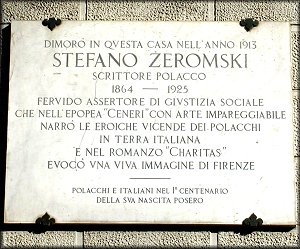 DIMORÒ IN QVESTA CASA NELL'ANNO 1913
STEFANO ŻEROMSKI
SCRITTORE POLACCO
1864 — 1925
FERVIDO ASSERTORE DI GIVSTIZIA SOCIALE
CHE NELL'EPOPEA "CENERI" CON ARTE IMPAREGGIABILE
NARRÒ LE EROICHE VICENDE DEI POLACCHI
IN TERRA ITALIANA
E NEL ROMANZO "CHARITAS"
EVOCÒ VNA VIVA IMMAGINE DI FIRENZE
POLACCHI E ITALIANI NEL 1º CENTENARIO
DELLA SVA NASCITA POSERO